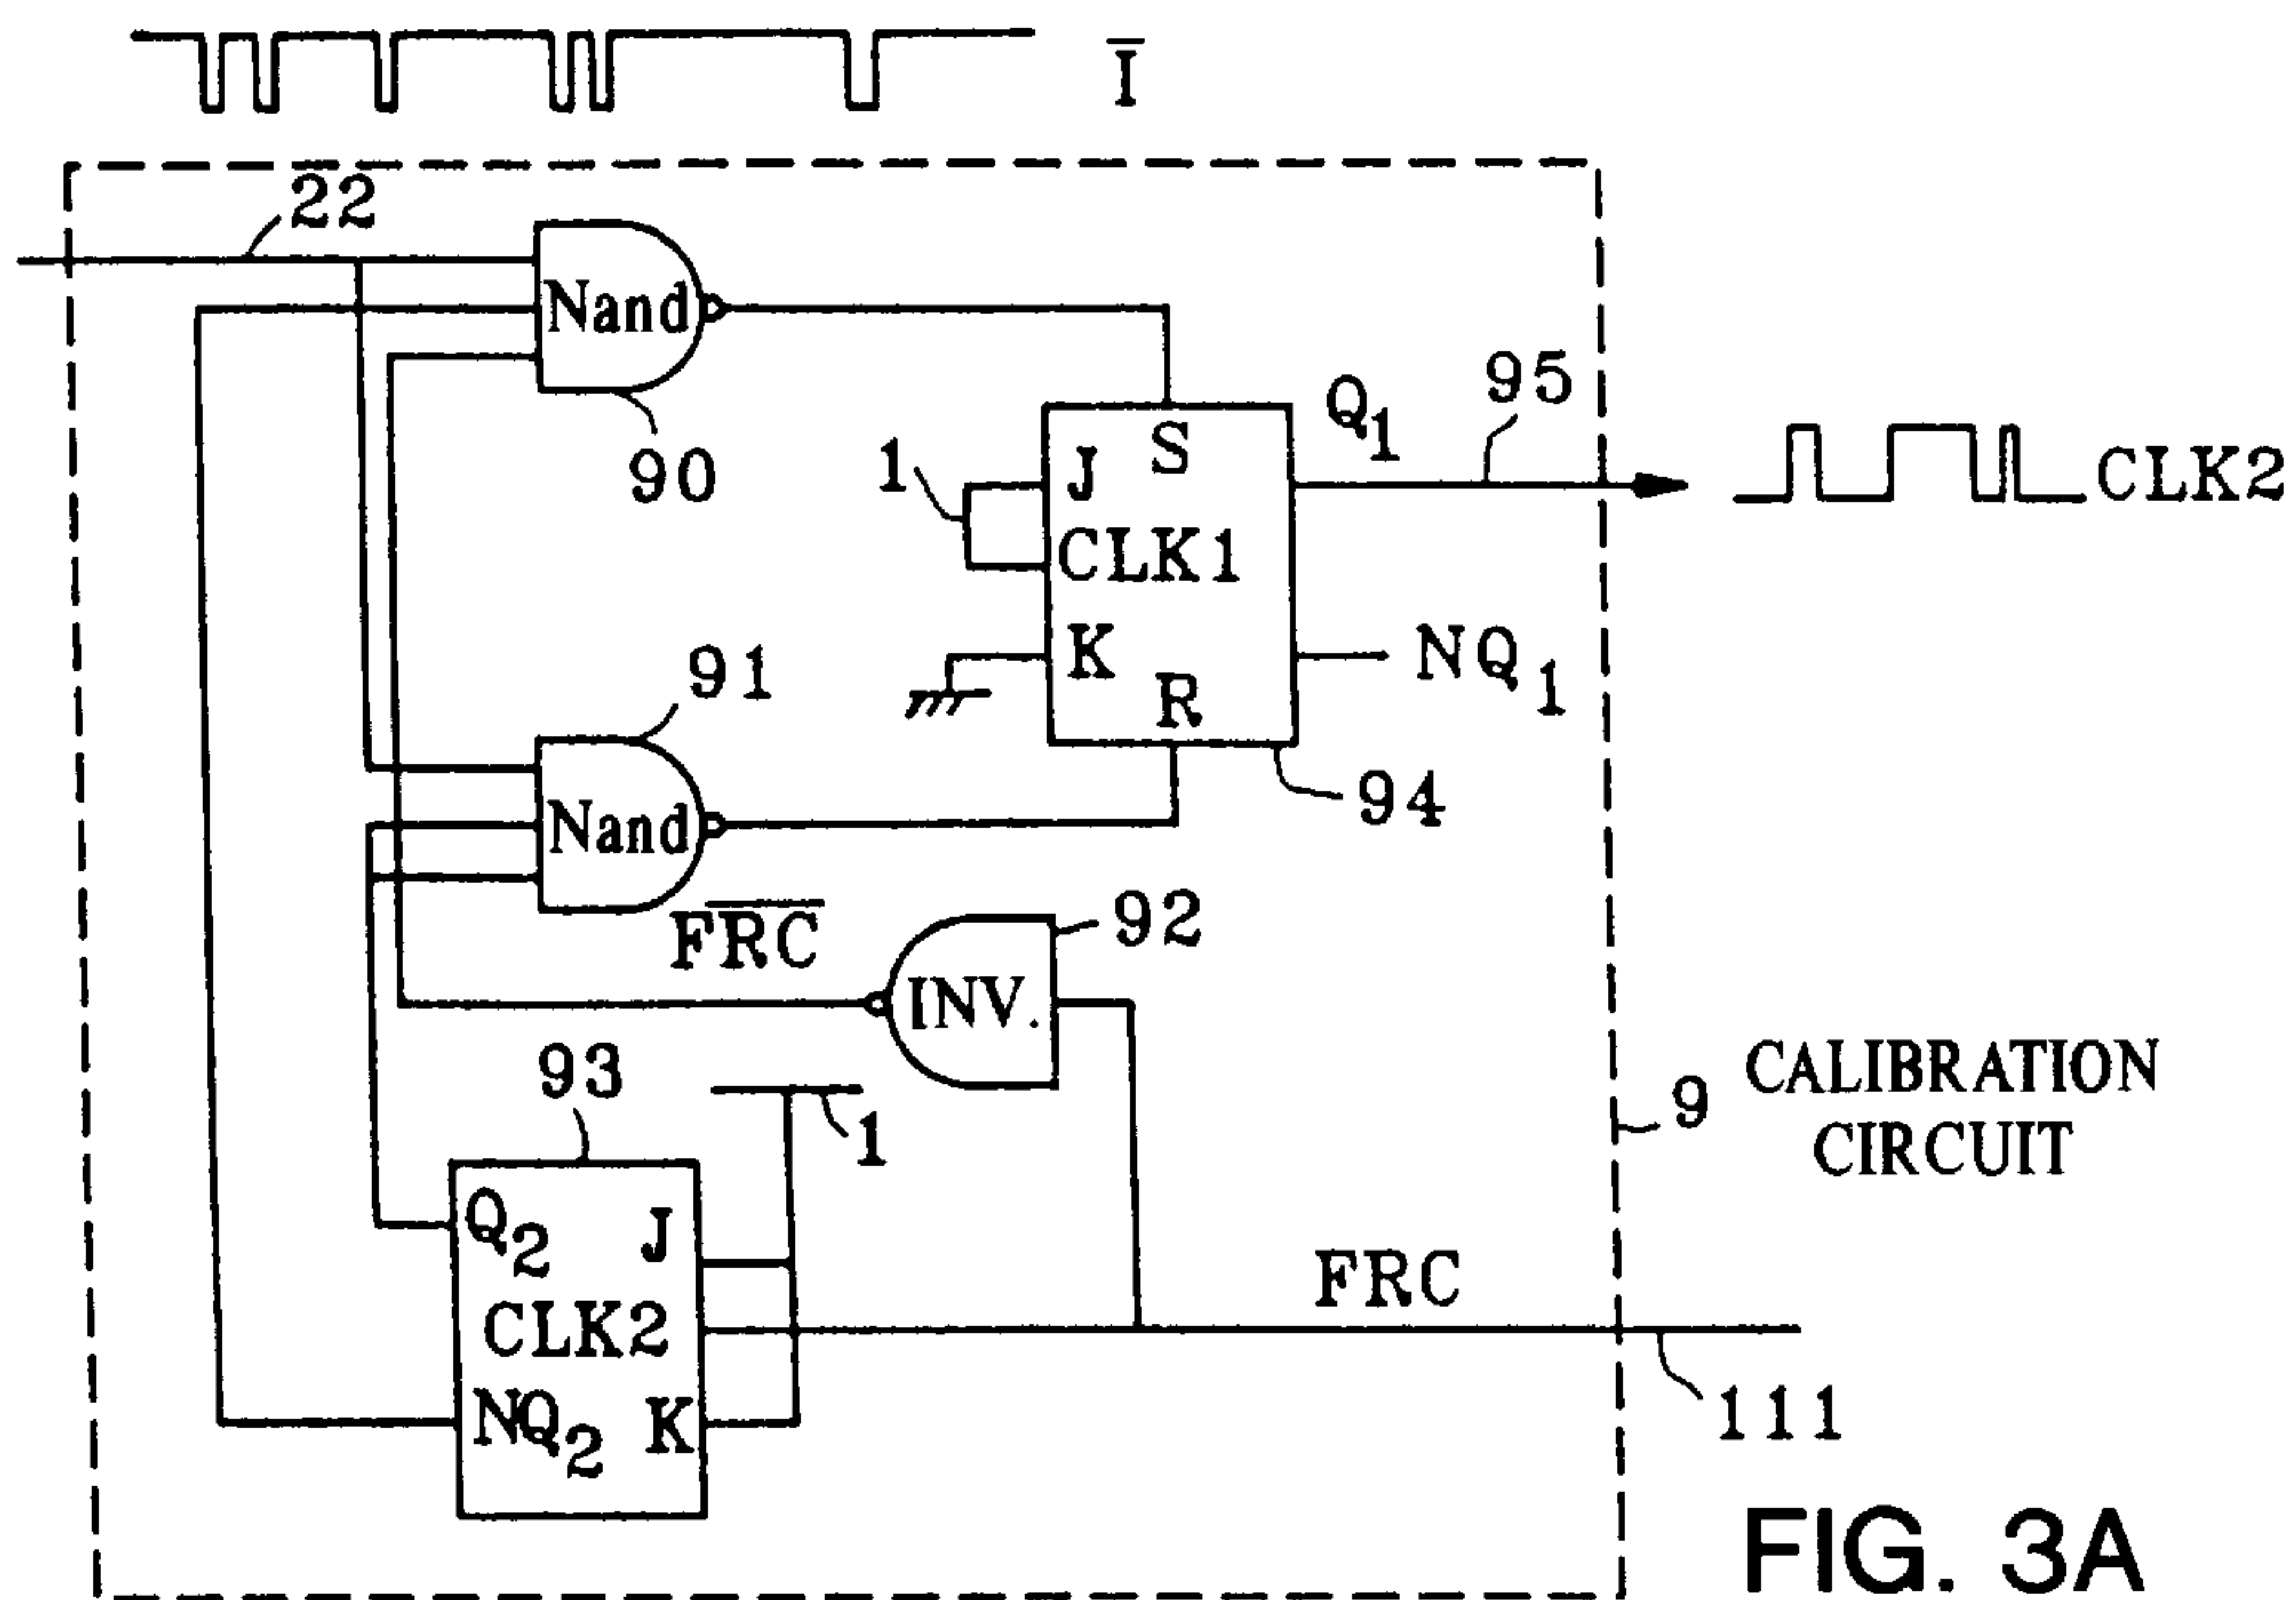 Ī
22
Nand
90
Q1
95
1
J
S
CLK1
CLK2
K
R
NQ1
91
94
Nand
FRC
92
INV.
93
1
CALIBRATION
9
CIRCUIT
Q2
J
CLK2
FRC
NQ2
K
111
FIG. 3A